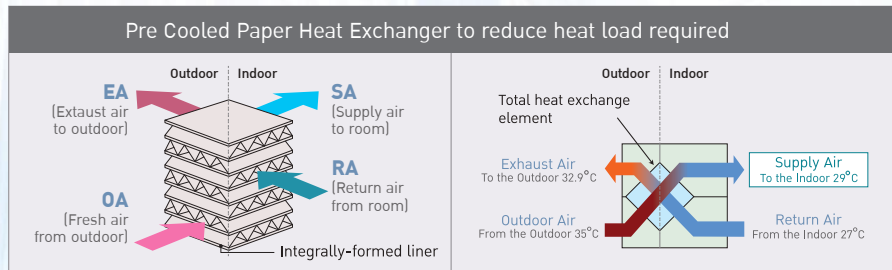 Pre Cooled Paper Heat Exchanger to reduce heat load required
Outdoor Indoor
EA
(Extaust air
to outdoor)
SA
(Supply air
to room)
RA
(Return air
from room)
OA
(Fresh air
from outdoor)
Integrally-formed liner
Outdoor Indoor
Total heat exchange
element
Exhaust Air
To the Outdoor 32.9°C
Supply Air
To the Indoor 29°C
Outdoor Air
From the Outdoor 35°C
Return Air
From the Indoor 27°C